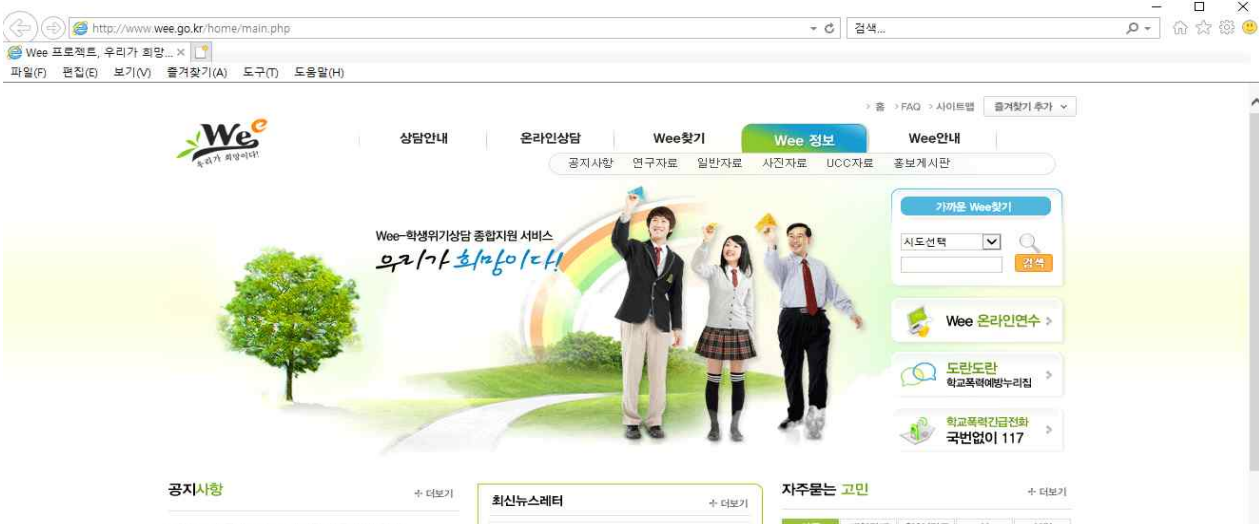 http://www.wee.go.kr/home/main.php
검색...
Wee 프로젝트, 우리가 희망...
파일(F) 편집(E) 보기(V) 즐겨찾기(A) 도구(T) 도움말(H)
> 홈 > FAQ > 사이트맵 즐겨찾기 추가
Wee
우리가 희망이다!
상담안내 온라인상담 Wee찾기 Wee 정보 Wee안내
공지사항 연구자료 일반자료 사진자료 UCC자료 홍보게시판
가까운 Wee찾기
시도선택
검색
Wee-학생위기상담 종합지원 서비스
우리가 희망이다!
Wee 온라인연수 >
도란도란
학교폭력예방누리집 >
학교폭력긴급전화
국번없이 117 >
공지사항 + 더보기
최신뉴스레터 + 더보기
자주묻는 고민 + 더보기